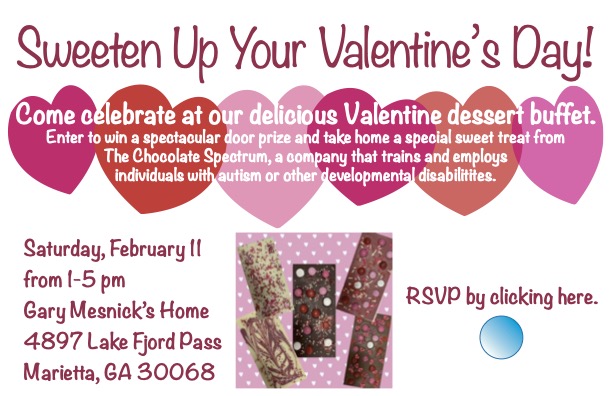 Sweeten Up Your Valentine's Day!
Come celebrate at our delicious Valentine dessert buffet.
Enter to win a spectacular door prize and take home a special sweet treat from
The Chocolate Spectrum, a company that trains and employs
individuals with autism or other developmental disabilitites.
Saturday, February 11
from 1-5 pm
Gary Mesnick's Home
4897 Lake Fjord Pass
Marietta, GA 30068
RSVP by clicking here.